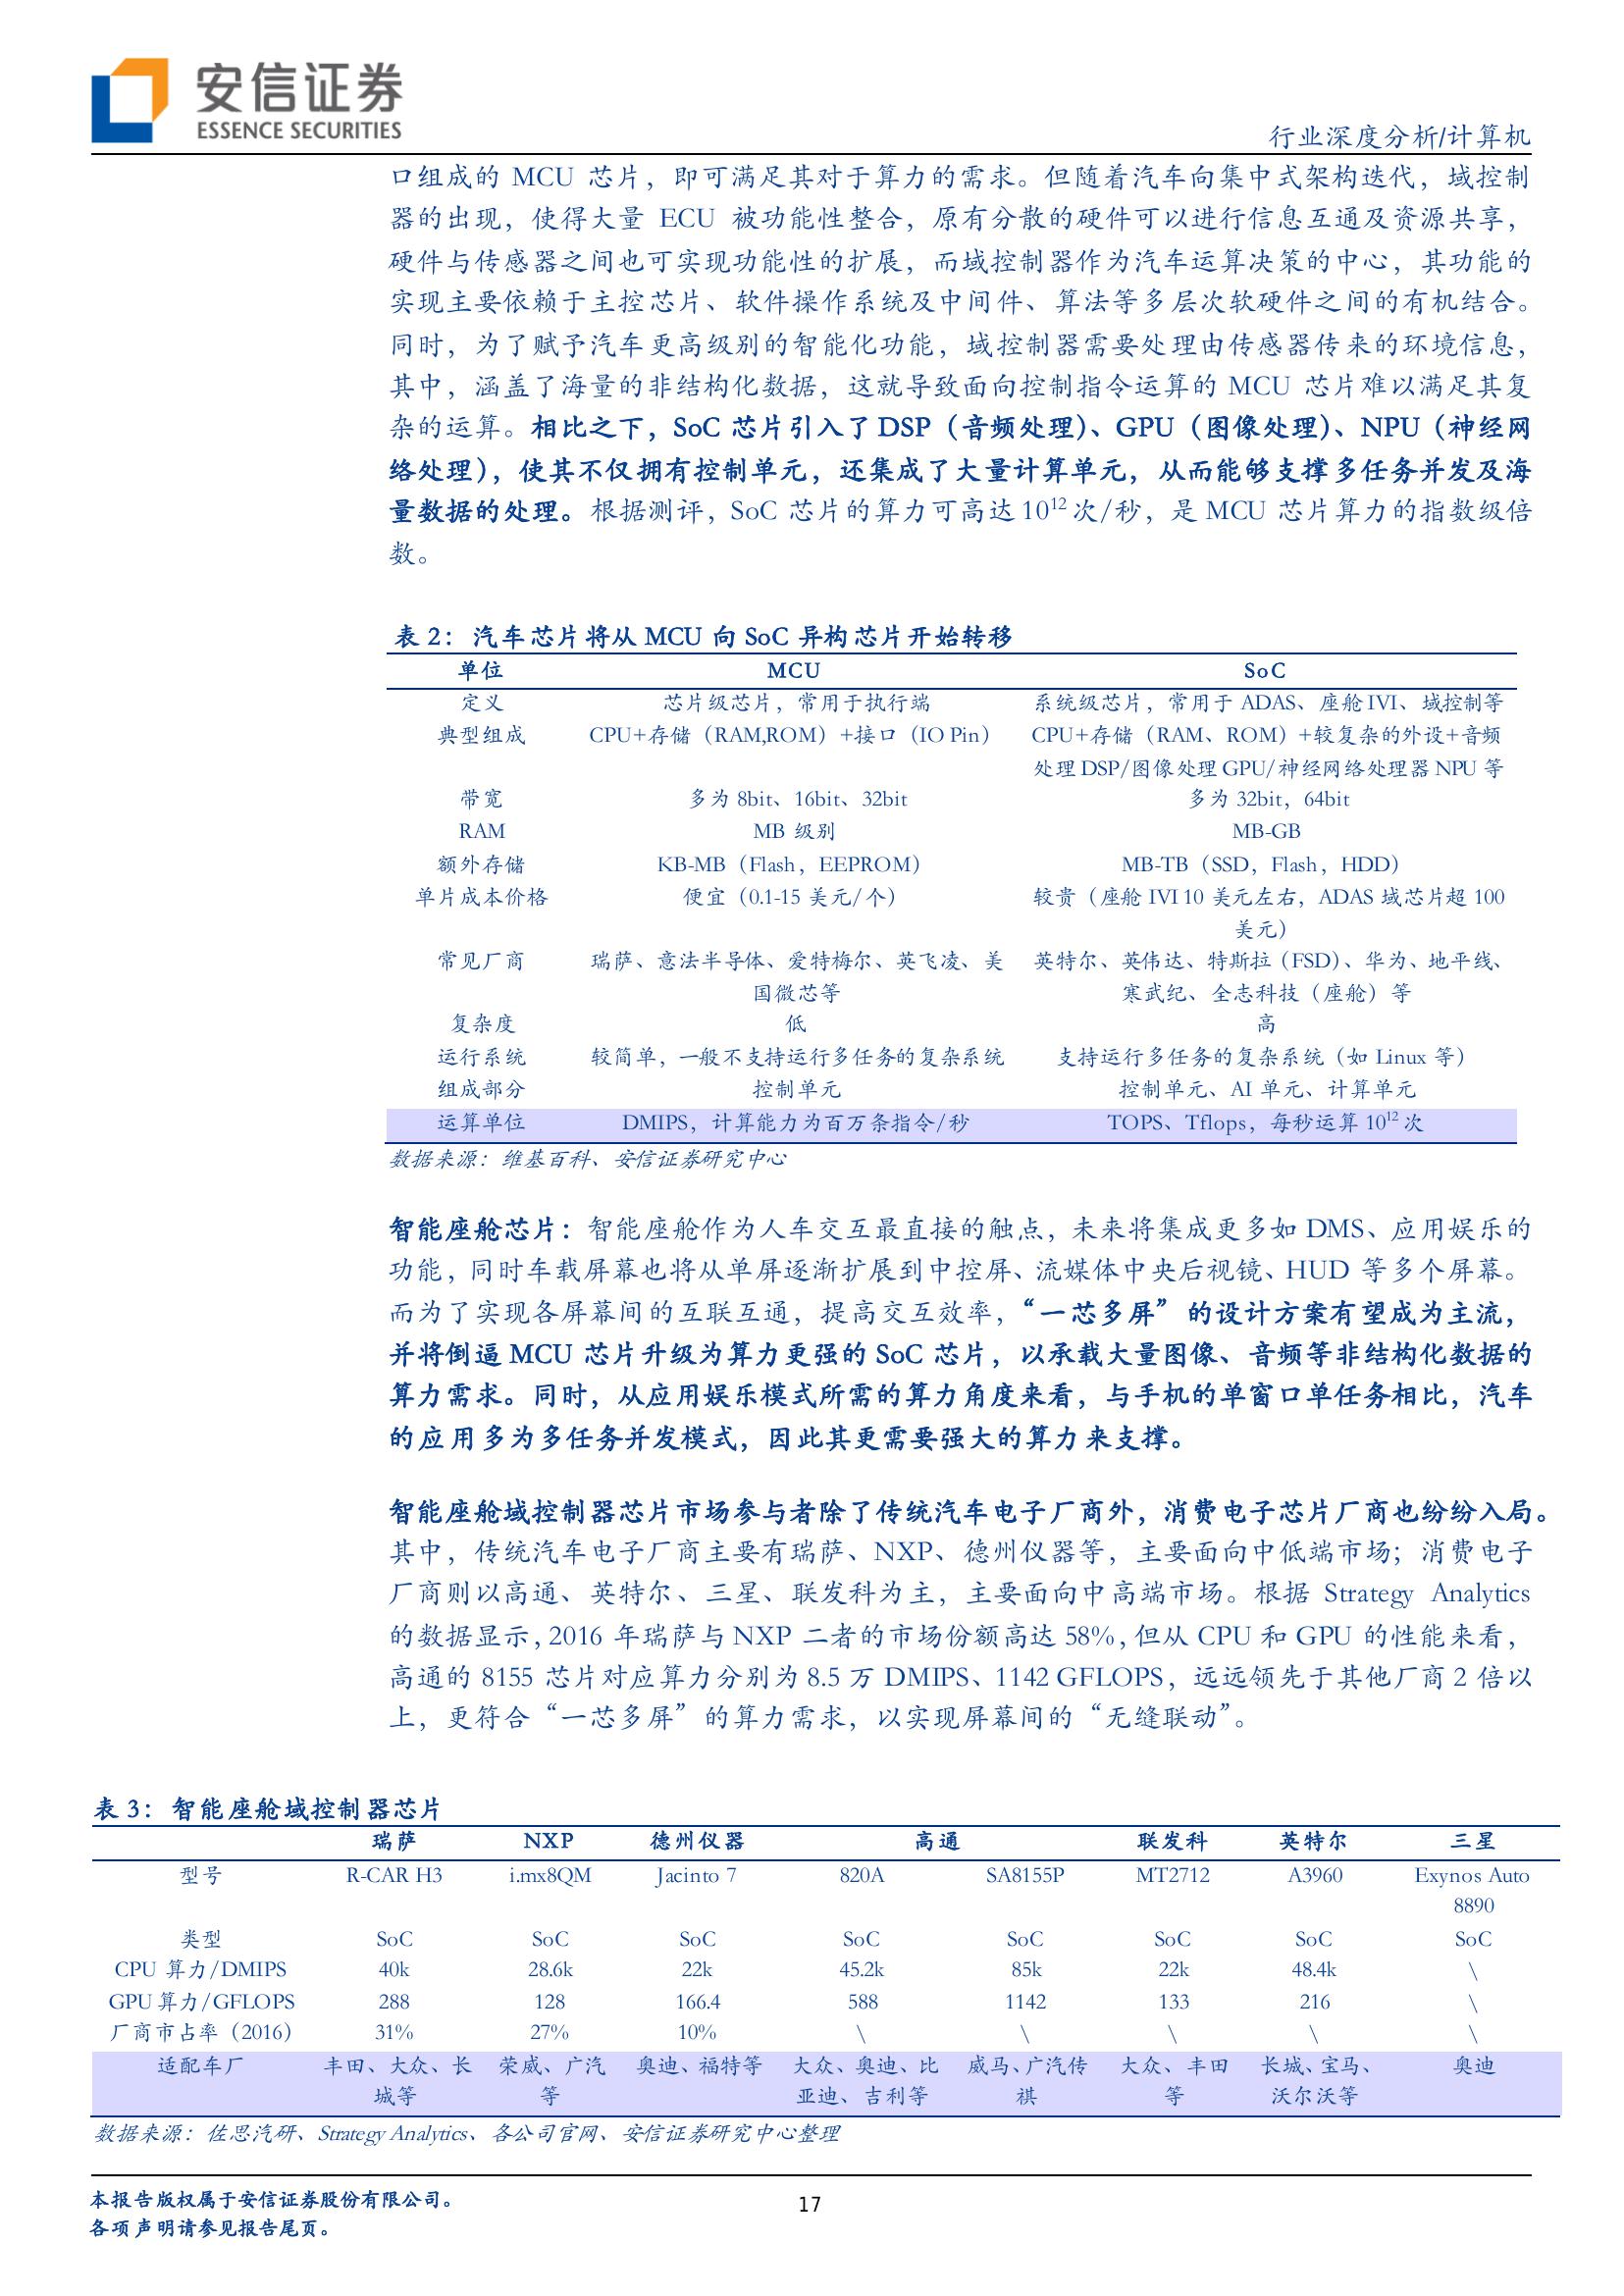 安信证券
ESSENCE SECURITIES
行业深度分析/计算机
口组成的 MCU 芯片，即可满足其对于算力的需求。但随着汽车向集中式架构迭代，域控制
器的出现，使得大量 ECU 被功能性整合，原有分散的硬件可以进行信息互通及资源共享，
硬件与传感器之间也可实现功能性的扩展，而域控制器作为汽车运算决策的中心，其功能的
实现主要依赖于主控芯片、软件操作系统及中间件、算法等多层次软硬件之间的有机结合。
同时，为了赋予汽车更高级别的智能化功能，域控制器需要处理由传感器传来的环境信息，
其中，涵盖了海量的非结构化数据，这就导致面向控制指令运算的 MCU 芯片难以满足其复
杂的运算。相比之下，SoC 芯片引入了 DSP（音频处理）、GPU（图像处理）、NPU（神经网
络处理），使其不仅拥有控制单元，还集成了大量计算单元，从而能够支撑多任务并发及海
量数据的处理。根据测评，SoC 芯片的算力可高达 10¹² 次/秒，是 MCU 芯片算力的指数级倍
数。
表 2：汽车芯片将从 MCU 向 SoC 异构芯片开始转移
单位 MCU SoC
定义 芯片级芯片，常用于执行端 系统级芯片，常用于 ADAS、座舱 IVI、域控制等
典型组成 CPU+存储（RAM,ROM）+接口（IO Pin） CPU+存储（RAM、ROM）+较复杂的外设+音频
处理 DSP/图像处理 GPU/神经网络处理器 NPU 等
带宽 多为 8bit、16bit、32bit 多为 32bit，64bit
RAM MB 级别 MB-GB
额外存储 KB-MB（Flash，EEPROM） MB-TB（SSD，Flash，HDD）
单片成本价格 便宜（0.1-15 美元/个） 较贵（座舱 IVI 10 美元左右，ADAS 域芯片超 100
美元）
常见厂商 瑞萨、意法半导体、爱特梅尔、英飞凌、美 英特尔、英伟达、特斯拉（FSD）、华为、地平线、
国微芯等 寒武纪、全志科技（座舱）等
复杂度 低 高
运行系统 较简单，一般不支持运行多任务的复杂系统 支持运行多任务的复杂系统（如 Linux 等）
组成部分 控制单元 控制单元、AI 单元、计算单元
运算单位 DMIPS，计算能力为百万条指令/秒 TOPS、Tflops，每秒运算 10¹² 次
数据来源：维基百科、安信证券研究中心
智能座舱芯片：智能座舱作为人车交互最直接的触点，未来将集成更多如 DMS、应用娱乐的
功能，同时车载屏幕也将从单屏逐渐扩展到中控屏、流媒体中央后视镜、HUD 等多个屏幕。
而为了实现各屏幕间的互联互通，提高交互效率，“一芯多屏”的设计方案有望成为主流，
并将倒逼 MCU 芯片升级为算力更强的 SoC 芯片，以承载大量图像、音频等非结构化数据的
算力需求。同时，从应用娱乐模式所需的算力角度来看，与手机的单窗口单任务相比，汽车
的应用多为多任务并发模式，因此其更需要强大的算力来支撑。
智能座舱域控制器芯片市场参与者除了传统汽车电子厂商外，消费电子芯片厂商也纷纷入局。
其中，传统汽车电子厂商主要有瑞萨、NXP、德州仪器等，主要面向中低端市场；消费电子
厂商则以高通、英特尔、三星、联发科为主，主要面向中高端市场。根据 Strategy Analytics
的数据显示，2016 年瑞萨与 NXP 二者的市场份额高达 58%，但从 CPU 和 GPU 的性能来看，
高通的 8155 芯片对应算力分别为 8.5 万 DMIPS、1142 GFLOPS，远远领先于其他厂商 2 倍以
上，更符合“一芯多屏”的算力需求，以实现屏幕间的“无缝联动”。
表 3：智能座舱域控制器芯片
瑞萨 NXP 德州仪器 高通 联发科 英特尔 三星
型号 R-CAR H3 i.mx8QM Jacinto 7 820A SA8155P MT2712 A3960 Exynos Auto
8890
类型 SoC SoC SoC SoC SoC SoC SoC SoC
CPU 算力/DMIPS 40k 28.6k 22k 45.2k 85k 22k 48.4k \
GPU 算力/GFLOPS 288 128 166.4 588 1142 133 216 \
厂商市占率（2016） 31% 27% 10% \ \ \ \ \
适配车厂 丰田、大众、长 荣威、广汽 奥迪、福特等 大众、奥迪、比 威马、广汽传 大众、丰田 长城、宝马、 奥迪
城等 等 亚迪、吉利等 祺 等 沃尔沃等
数据来源：佐思汽研、Strategy Analytics、各公司官网、安信证券研究中心整理
本报告版权属于安信证券股份有限公司。
17
各项声明请参见报告尾页。